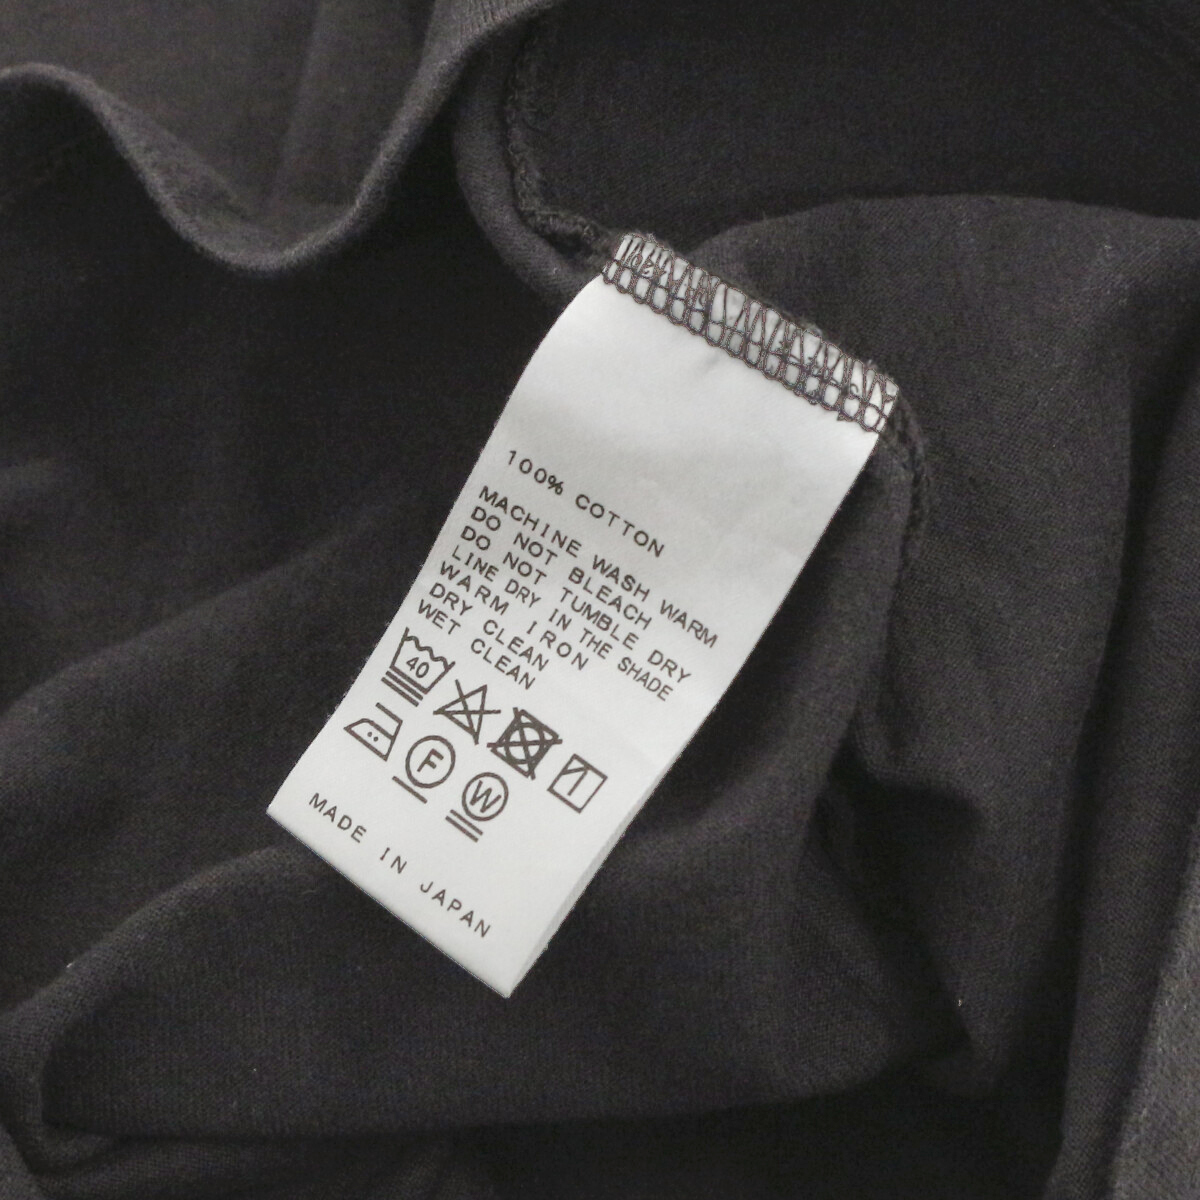 100% COTTON
MACHINE WASH WARM
DO NOT BLEACH
DO NOT TUMBLE DRY
LINE DRY IN THE SHADE
WARM IRON
DRY CLEAN
WET CLEAN
40
F
W
MADE IN JAPAN